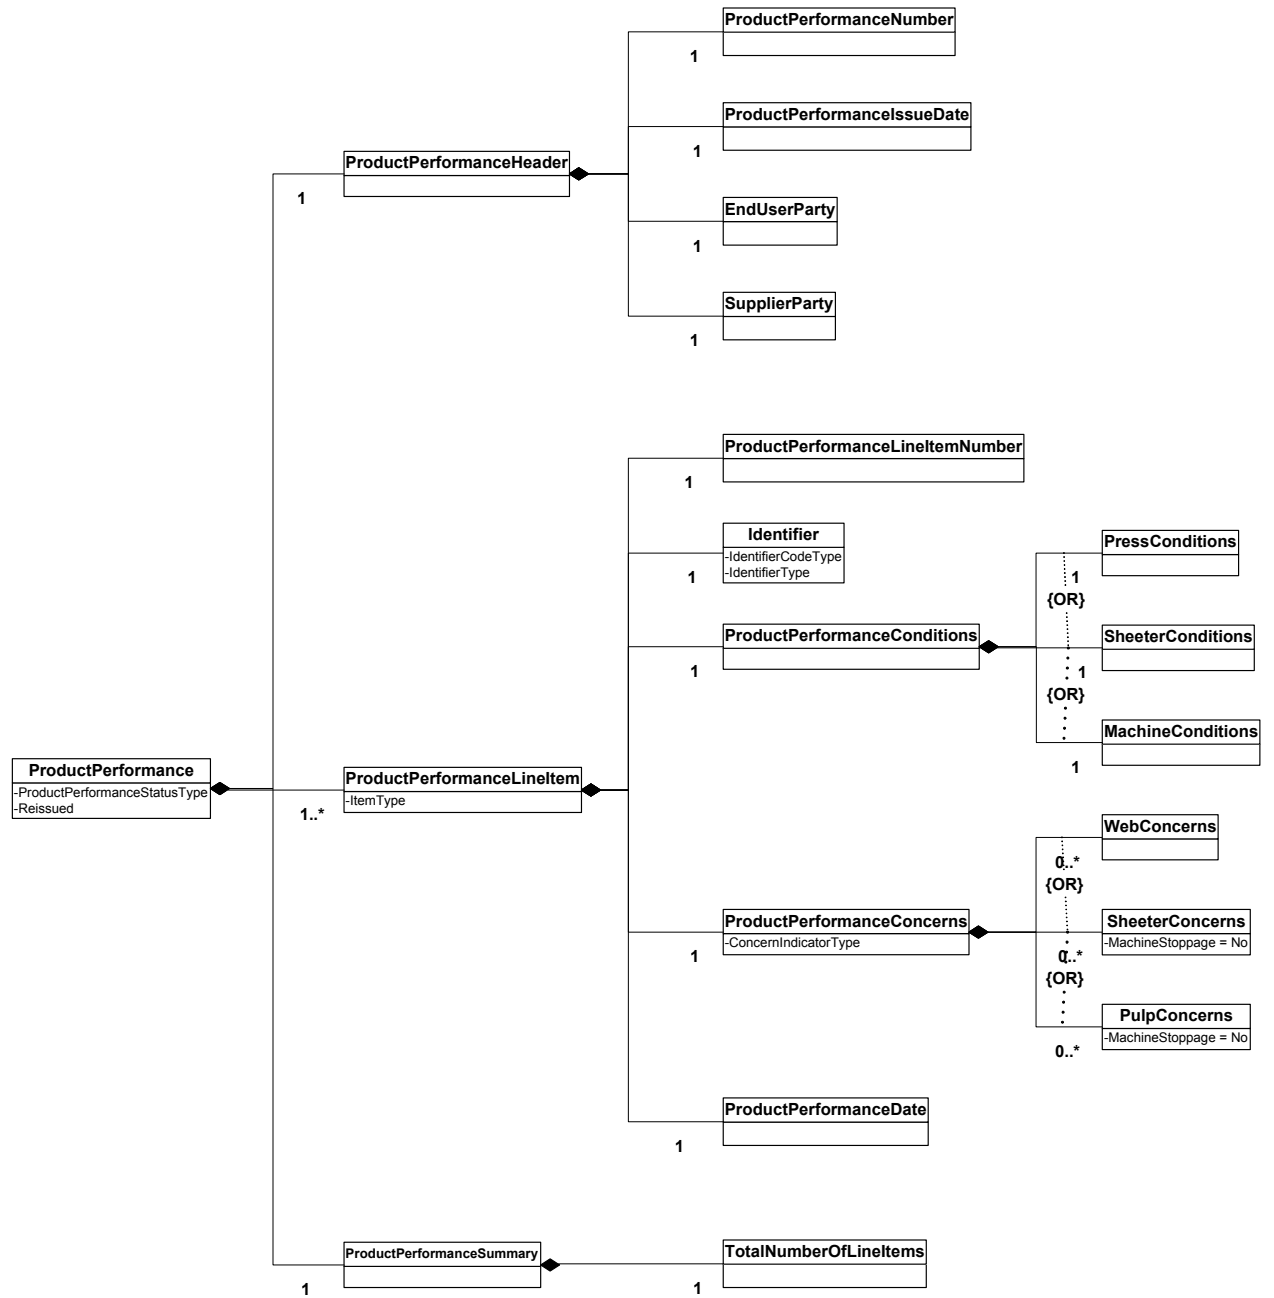 ProductPerformanceNumber
1
ProductPerformanceIssueDate
1
ProductPerformanceHeader
1
EndUserParty
1
SupplierParty
1
ProductPerformanceLineItemNumber
1
Identifier
-IdentifierCodeType
-IdentifierType
1
PressConditions
1
{OR}
ProductPerformanceConditions
1
SheeterConditions
1
{OR}
MachineConditions
1
ProductPerformance
-ProductPerformanceStatusType
-Reissued
ProductPerformanceLineItem
-ItemType
1..*
WebConcerns
0..*
{OR}
ProductPerformanceConcerns
-ConcernIndicatorType
1
SheeterConcerns
-MachineStoppage = No
0..*
{OR}
PulpConcerns
-MachineStoppage = No
0..*
ProductPerformanceDate
1
ProductPerformanceSummary
1
TotalNumberOfLineItems
1